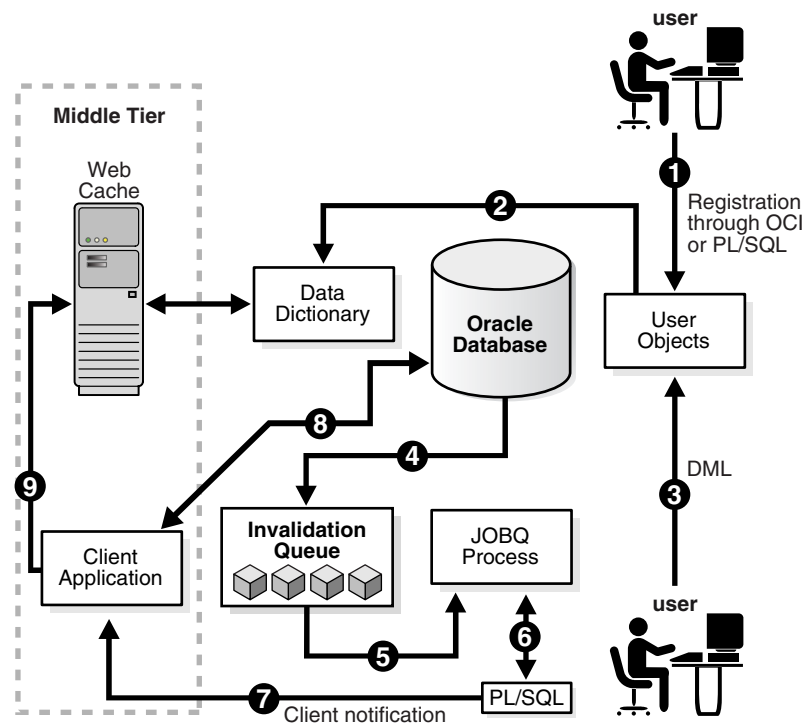 user
Middle Tier
Web
Cache
1
2
Registration
through OCI
or PL/SQL
Data
Dictionary
Oracle
Database
User
Objects
8
4
DML
3
9
Invalidation
Queue
JOBQ
Process
Client
Application
user
6
5
7
PL/SQL
Client notification